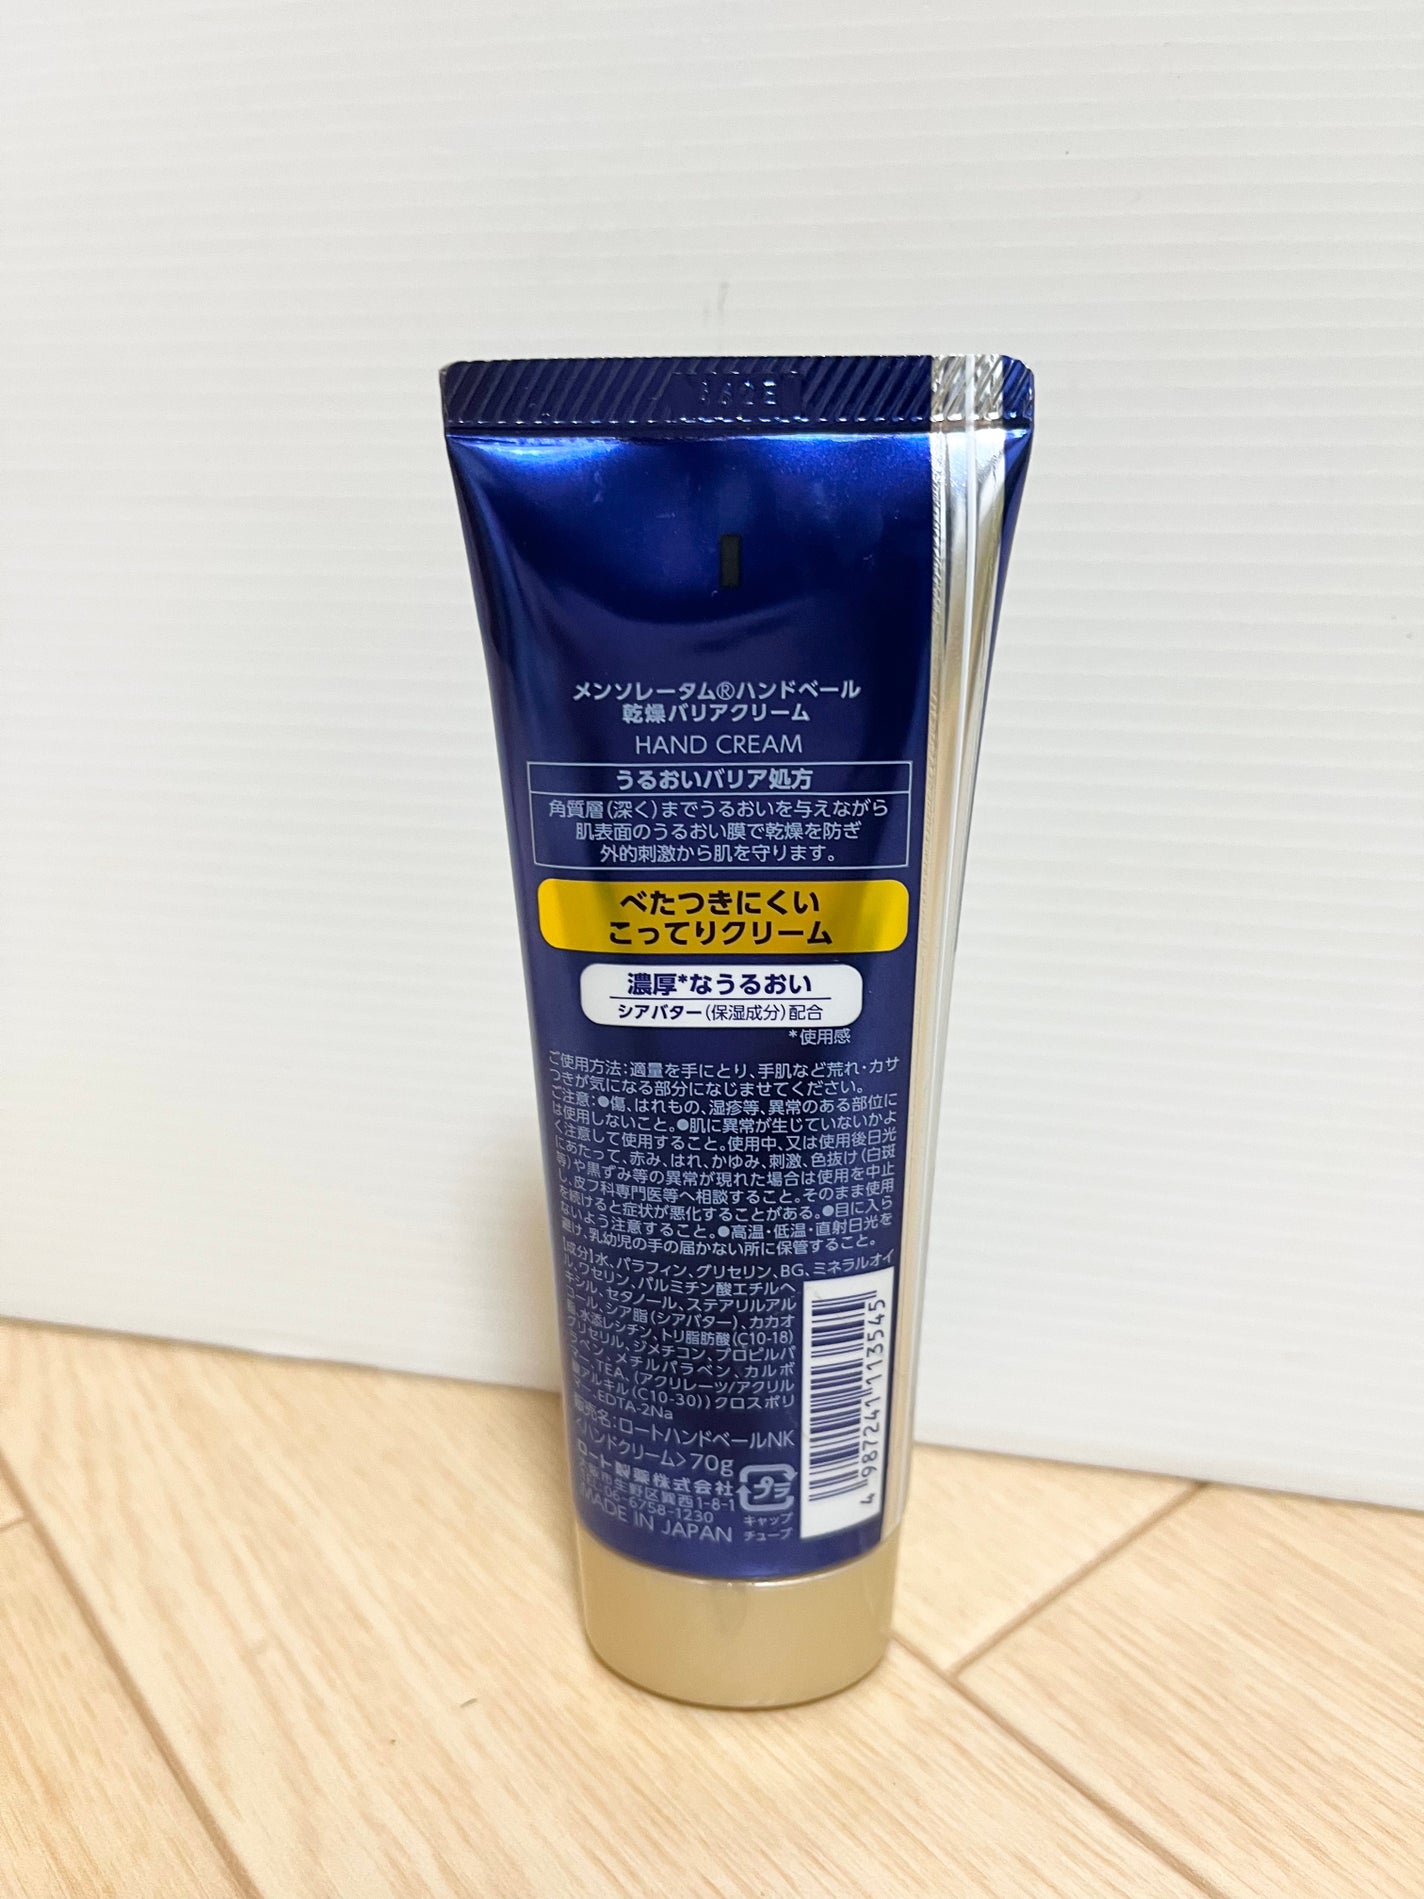 メンソレータム®ハンドベール
乾燥バリアクリーム
HAND CREAM
うるおいバリア処方
角質層(深く)までうるおいを与えながら
肌表面のうるおい膜で乾燥を防ぎ
外的刺激から肌を守ります。
べたつきにくい
こってりクリーム
濃厚*なうるおい
シアバター(保湿成分)配合
*使用感
ご使用方法:適量を手にとり、手肌など荒れ・カサ
つきが気になる部分になじませてください。
ご注意:●傷、はれもの、湿疹等、異常のある部位に
は使用しないこと。●肌に異常が生じていないかよ
く注意して使用すること。使用中、又は使用後日光
にあたって、赤み、はれ、かゆみ、刺激、色抜け(白斑
等)や黒ずみ等の異常が現れた場合は使用を中止
し、皮フ科専門医等へ相談すること。そのまま使用
を続けると症状が悪化することがある。●目に入ら
ないよう注意すること。●高温・低温・直射日光を
避け、乳幼児の手の届かない所に保管すること。
【成分】水、パラフィン、グリセリン、BG、ミネラルオイ
ル、ワセリン、パルミチン酸エチルヘ
キシル、セタノール、ステアリルアル
コール、シア脂(シアバター)、カカオ
脂、水添レシチン、トリ脂肪酸(C10-18)
グリセリル、ジメチコン、プロピルパ
ラベン、メチルパラベン、カルボ
マー、TEA、(アクリレーツ/アクリル
酸アルキル(C10-30))クロスポリ
マー、EDTA-2Na
販売名:ロートハンドベールNK
<ハンドクリーム>70g
ロート製薬株式会社
大阪市生野区巽西1-8-1
06-6758-1230
MADE IN JAPAN
プラ
キャップ
チューブ
4 987241 113545